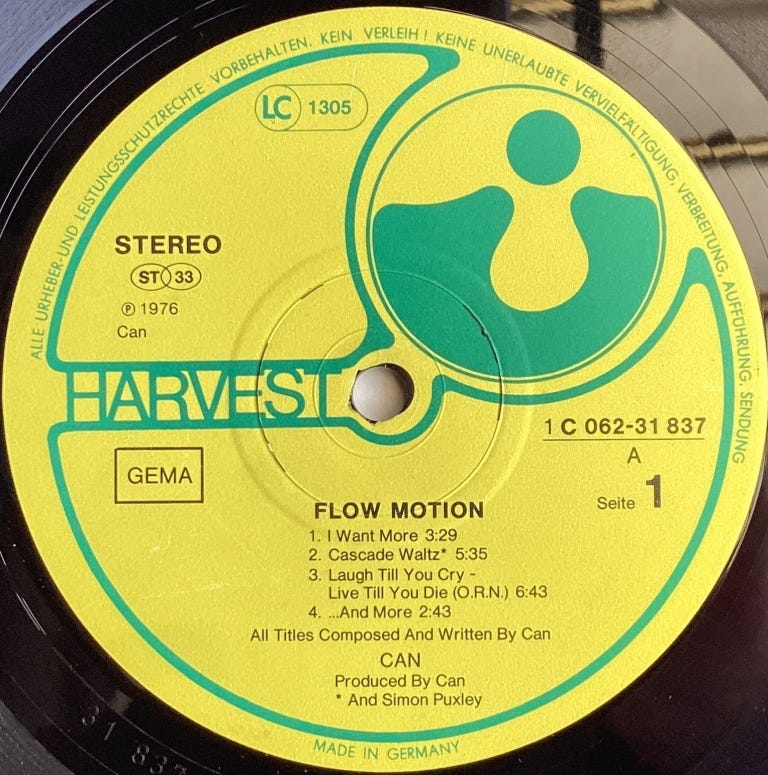 ALLE URHEBER-UND LEISTUNGSSCHUTZRECHTE VORBEHALTEN. KEIN VERLEIH! KEINE UNERLAUBTE VERVIELFÄLTIGUNG, VERBREITUNG, AUFFÜHRUNG, SENDUNG
LC 1305
STEREO
ST 33
℗ 1976
Can
HARVEST
1 C 062-31 837
A
Seite 1
GEMA
FLOW MOTION
1. I Want More 3:29
2. Cascade Waltz* 5:35
3. Laugh Till You Cry -
Live Till You Die (O.R.N.) 6:43
4. ...And More 2:43
All Titles Composed And Written By Can
CAN
Produced By Can
* And Simon Puxley
MADE IN GERMANY
31 837